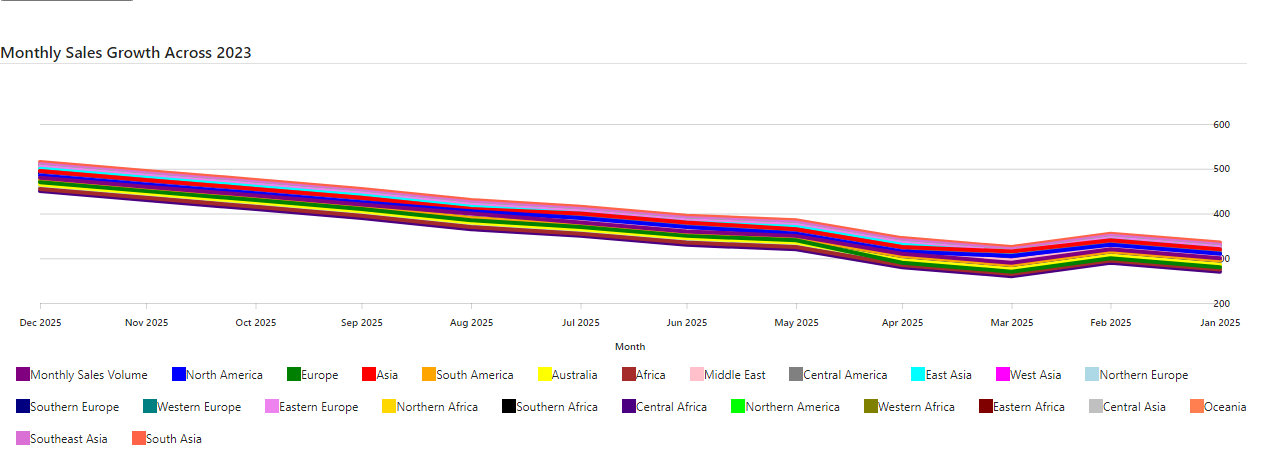 Monthly Sales Growth Across 2023
600
500
400
00
200
Dec 2025 Nov 2025 Oct 2025 Sep 2025 Aug 2025 Jul 2025 Jun 2025 May 2025 Apr 2025 Mar 2025 Feb 2025 Jan 2025
Month
Monthly Sales Volume North America Europe Asia South America Australia Africa Middle East Central America East Asia West Asia Northern Europe
Southern Europe Western Europe Eastern Europe Northern Africa Southern Africa Central Africa Northern America Western Africa Eastern Africa Central Asia Oceania
Southeast Asia South Asia